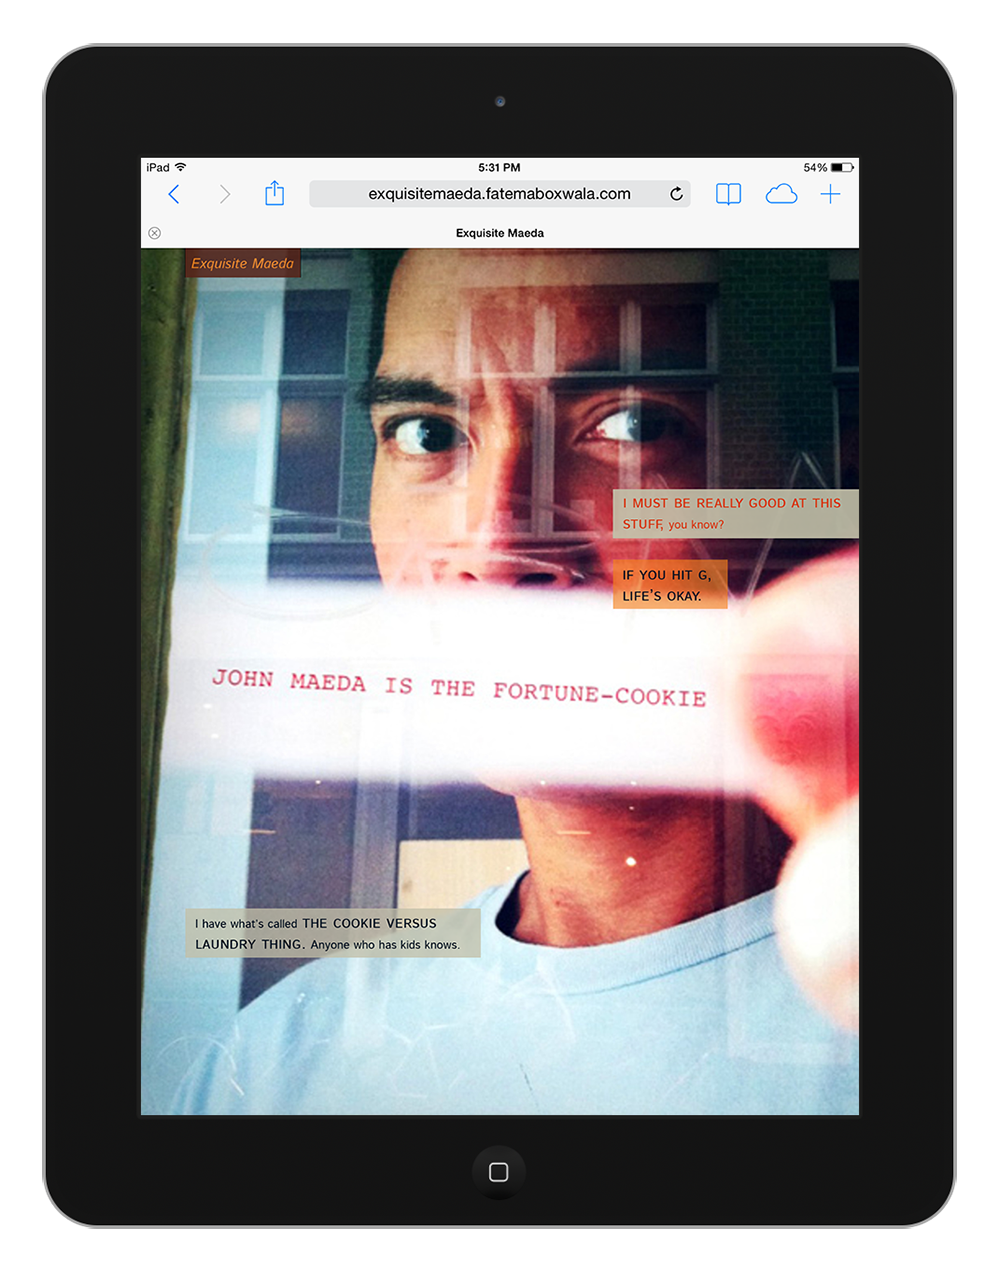 iPad 5:31 PM 54%
exquisitemaeda.fatemaboxwala.com
Exquisite Maeda
Exquisite Maeda
I MUST BE REALLY GOOD AT THIS
STUFF, you know?
IF YOU HIT G,
LIFE'S OKAY.
JOHN MAEDA IS THE FORTUNE-COOKIE
I have what's called THE COOKIE VERSUS
LAUNDRY THING. Anyone who has kids knows.